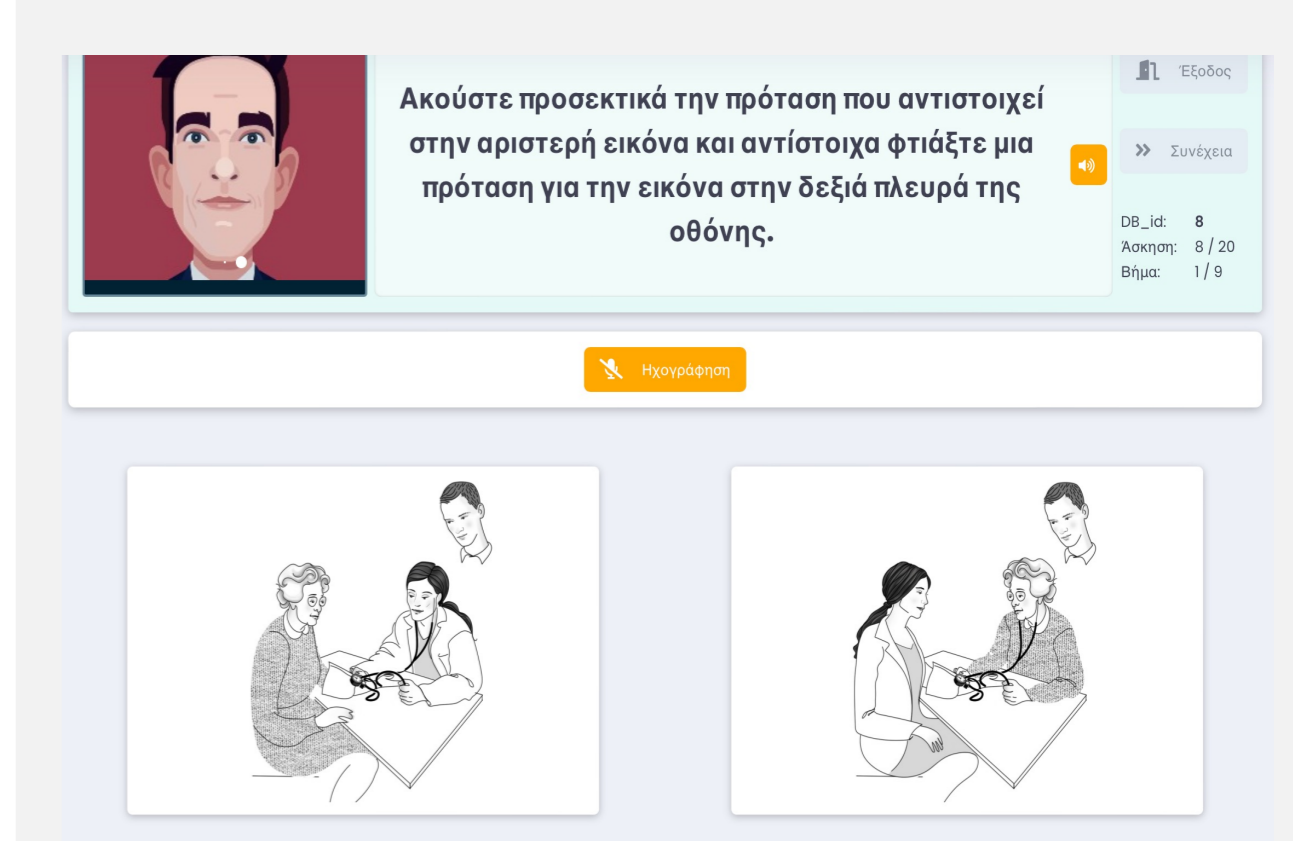 Ακούστε προσεκτικά την πρόταση που αντιστοιχεί
στην αριστερή εικόνα και αντίστοιχα φτιάξτε μια
πρόταση για την εικόνα στην δεξιά πλευρά της
οθόνης.
Έξοδος
Συνέχεια
DB_id: 8
Άσκηση: 8 / 20
Βήμα: 1 / 9
Ηχογράφηση